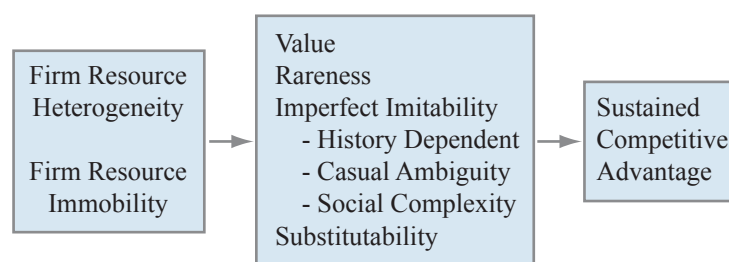 Firm Resource
Heterogeneity
Firm Resource
Immobility
Value
Rareness
Imperfect Imitability
- History Dependent
- Casual Ambiguity
- Social Complexity
Substitutability
Sustained
Competitive
Advantage